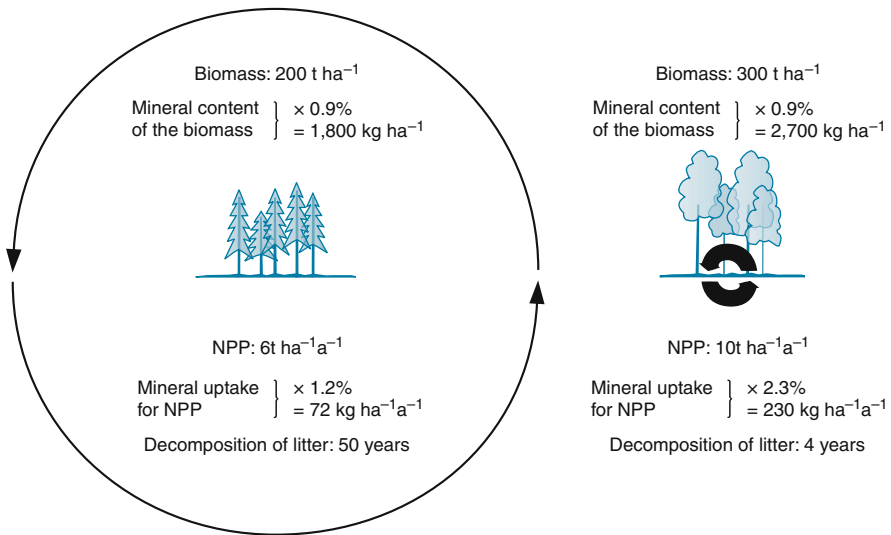 Biomass: 200 t ha⁻¹
Mineral content
of the biomass
} × 0.9%
= 1,800 kg ha⁻¹
NPP: 6t ha⁻¹a⁻¹
Mineral uptake
for NPP
} × 1.2%
= 72 kg ha⁻¹a⁻¹
Decomposition of litter: 50 years
Biomass: 300 t ha⁻¹
Mineral content
of the biomass
} × 0.9%
= 2,700 kg ha⁻¹
NPP: 10t ha⁻¹a⁻¹
Mineral uptake
for NPP
} × 2.3%
= 230 kg ha⁻¹a⁻¹
Decomposition of litter: 4 years